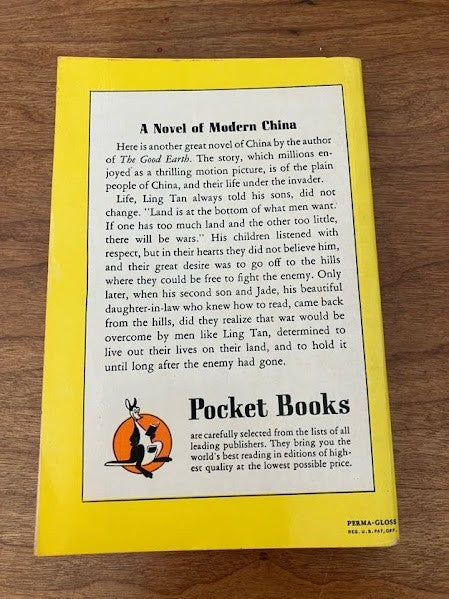 A Novel of Modern China
Here is another great novel of China by the author
of The Good Earth. The story, which millions en-
joyed as a thrilling motion picture, is of the plain
people of China, and their life under the invader.
Life, Ling Tan always told his sons, did not
change. "Land is at the bottom of what men want.
If one has too much land and the other too little,
there will be wars." His children listened with
respect, but in their hearts they did not believe him,
and their great desire was to go off to the hills
where they could be free to fight the enemy. Only
later, when his second son and Jade, his beautiful
daughter-in-law who knew how to read, came back
from the hills, did they realize that war would be
overcome by men like Ling Tan, determined to
live out their lives on their land, and to hold it
until long after the enemy had gone.
Pocket Books
are carefully selected from the lists of all
leading publishers. They bring you the
world's best reading in editions of high-
est quality at the lowest possible price.
PERMA-GLOSS
REG. U.S. PAT. OFF.